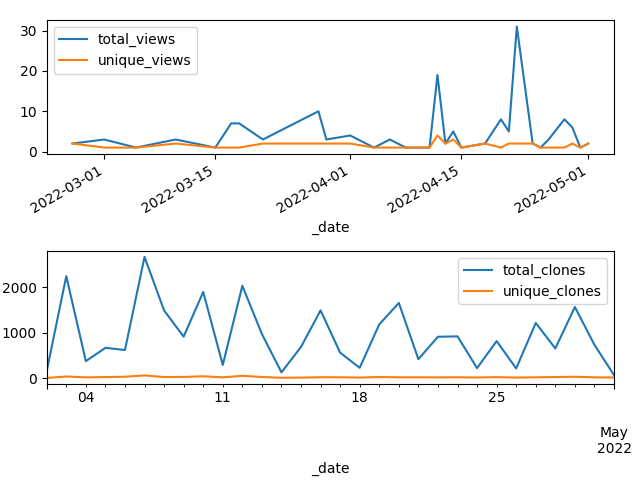 30
20
10
0
total_views
unique_views
2022-03-01
2022-03-15
2022-04-01
2022-04-15
2022-05-01
_date
2000
1000
0
total_clones
unique_clones
04
11
18
25
May
2022
_date